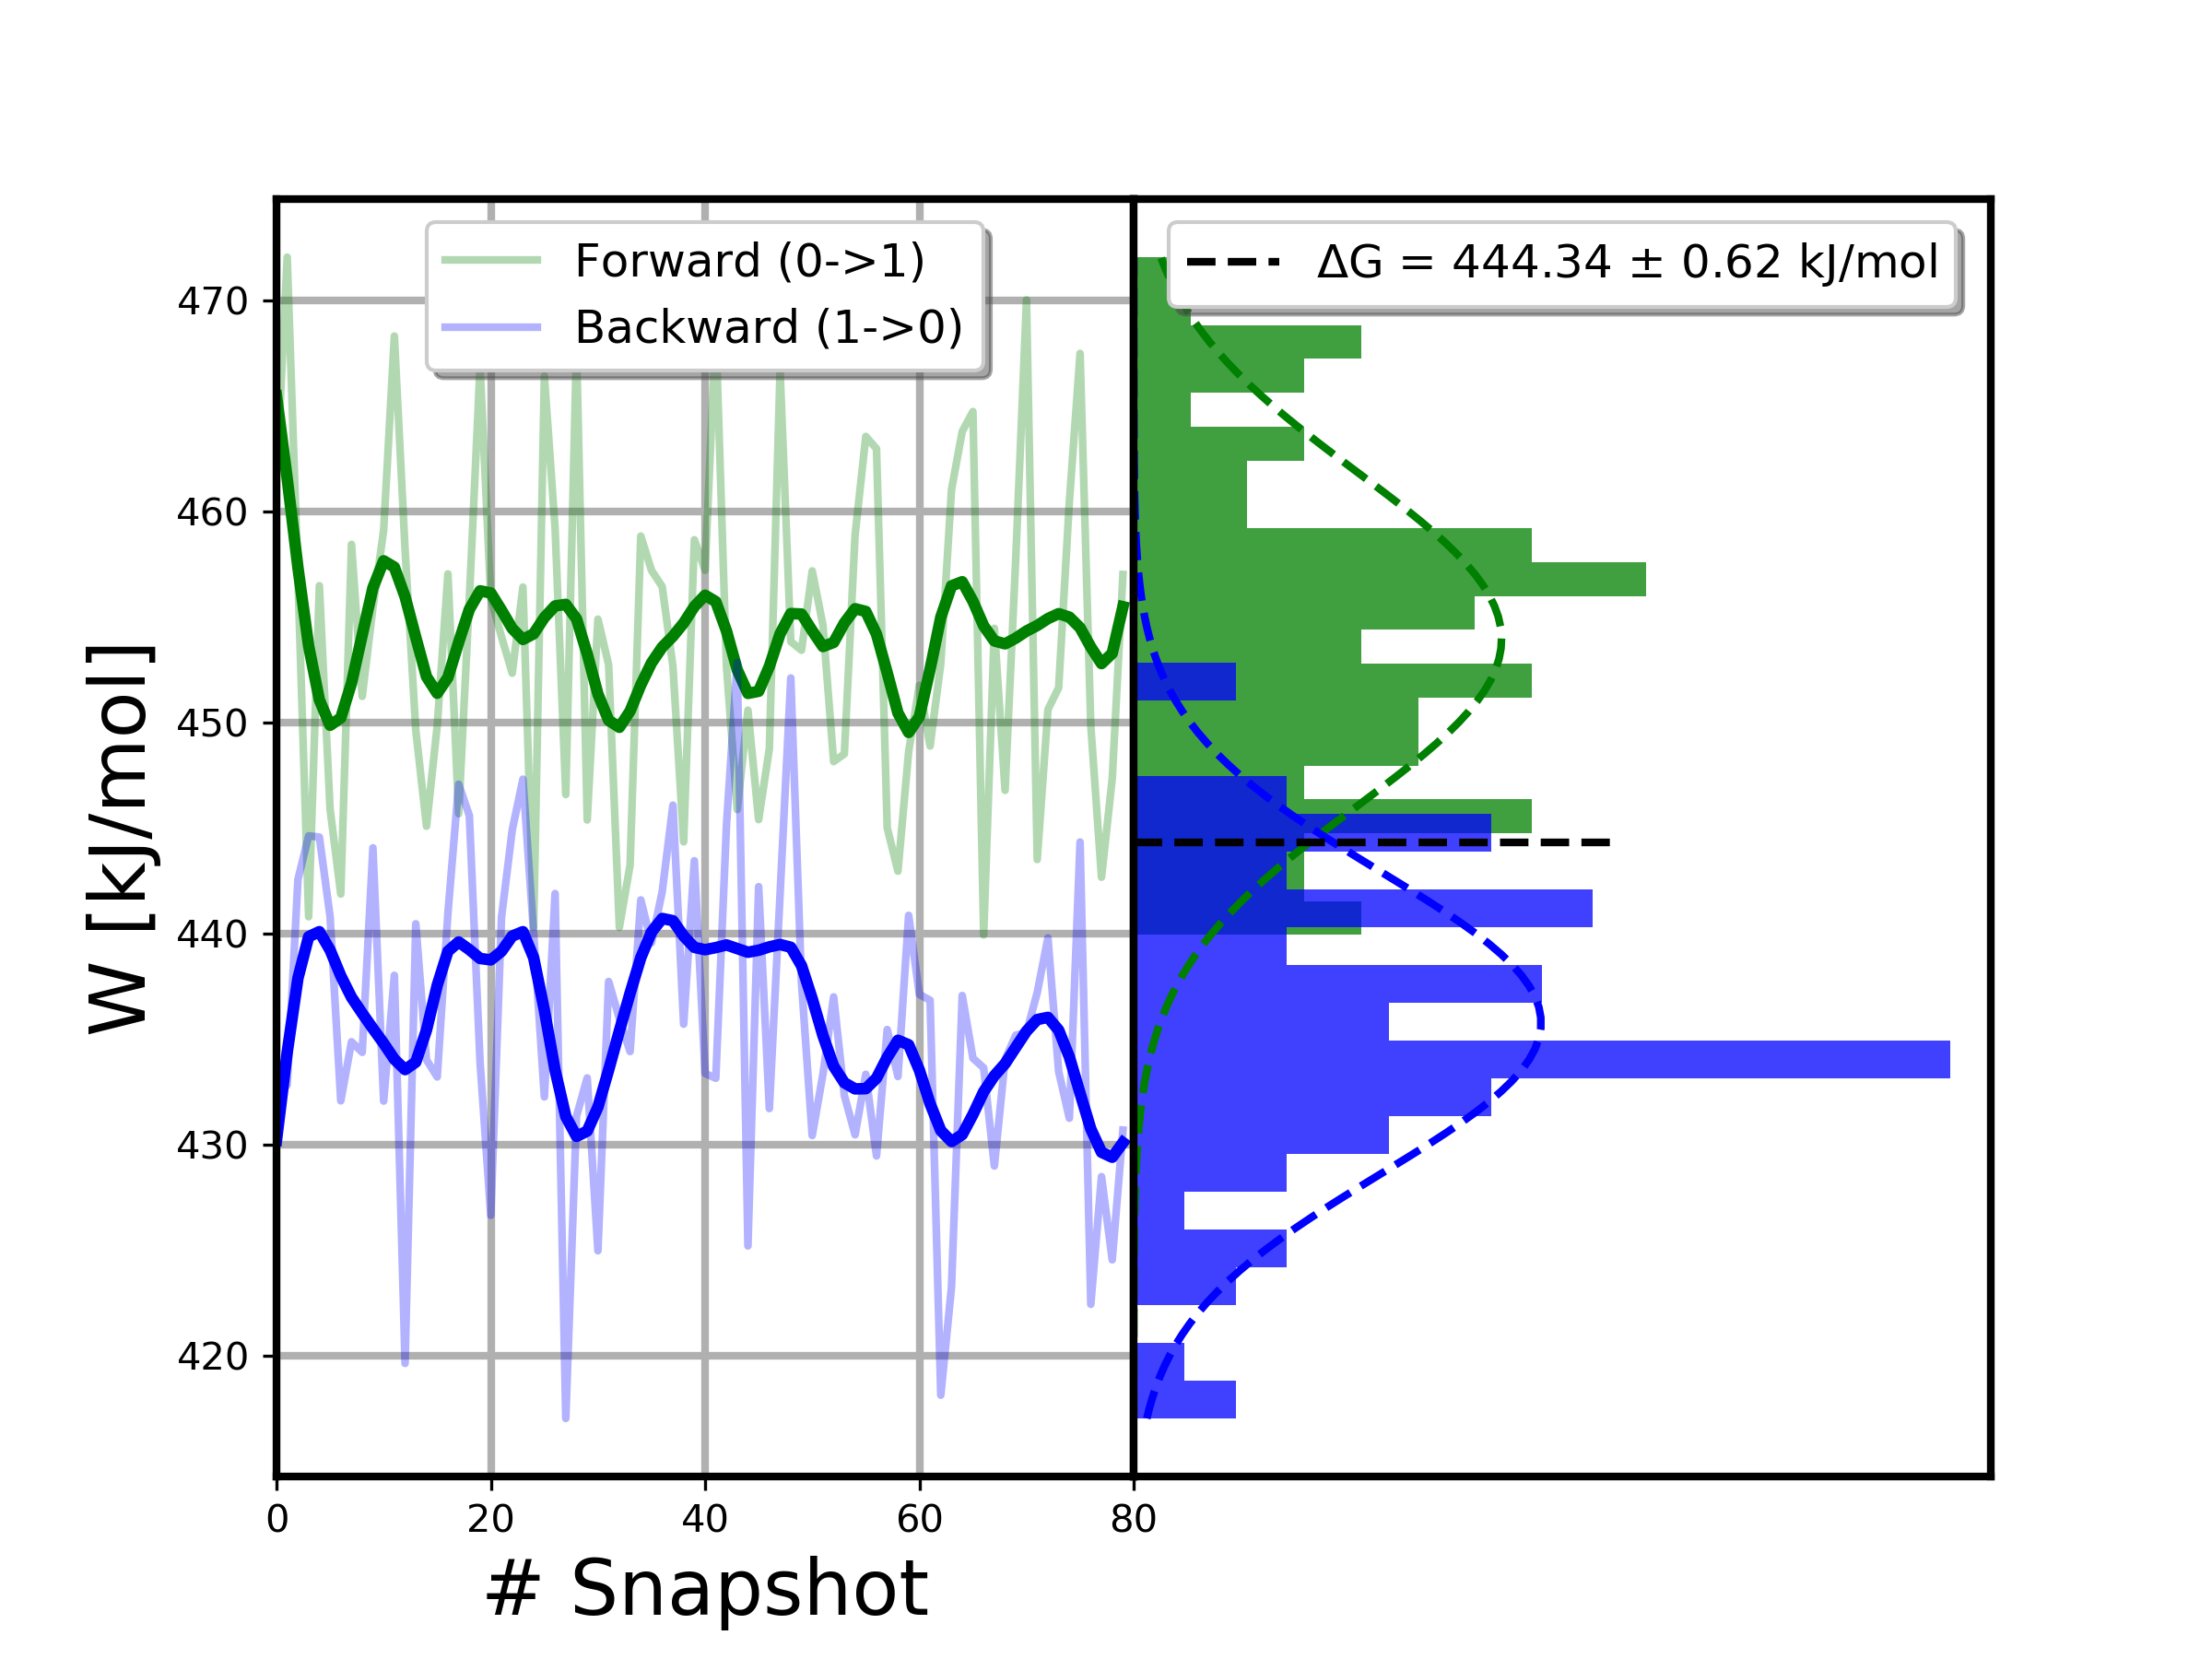 Forward (0->1)
Backward (1->0)
ΔG = 444.34 ± 0.62 kJ/mol
W [kJ/mol]
470
460
450
440
430
420
0
20
40
60
80
# Snapshot